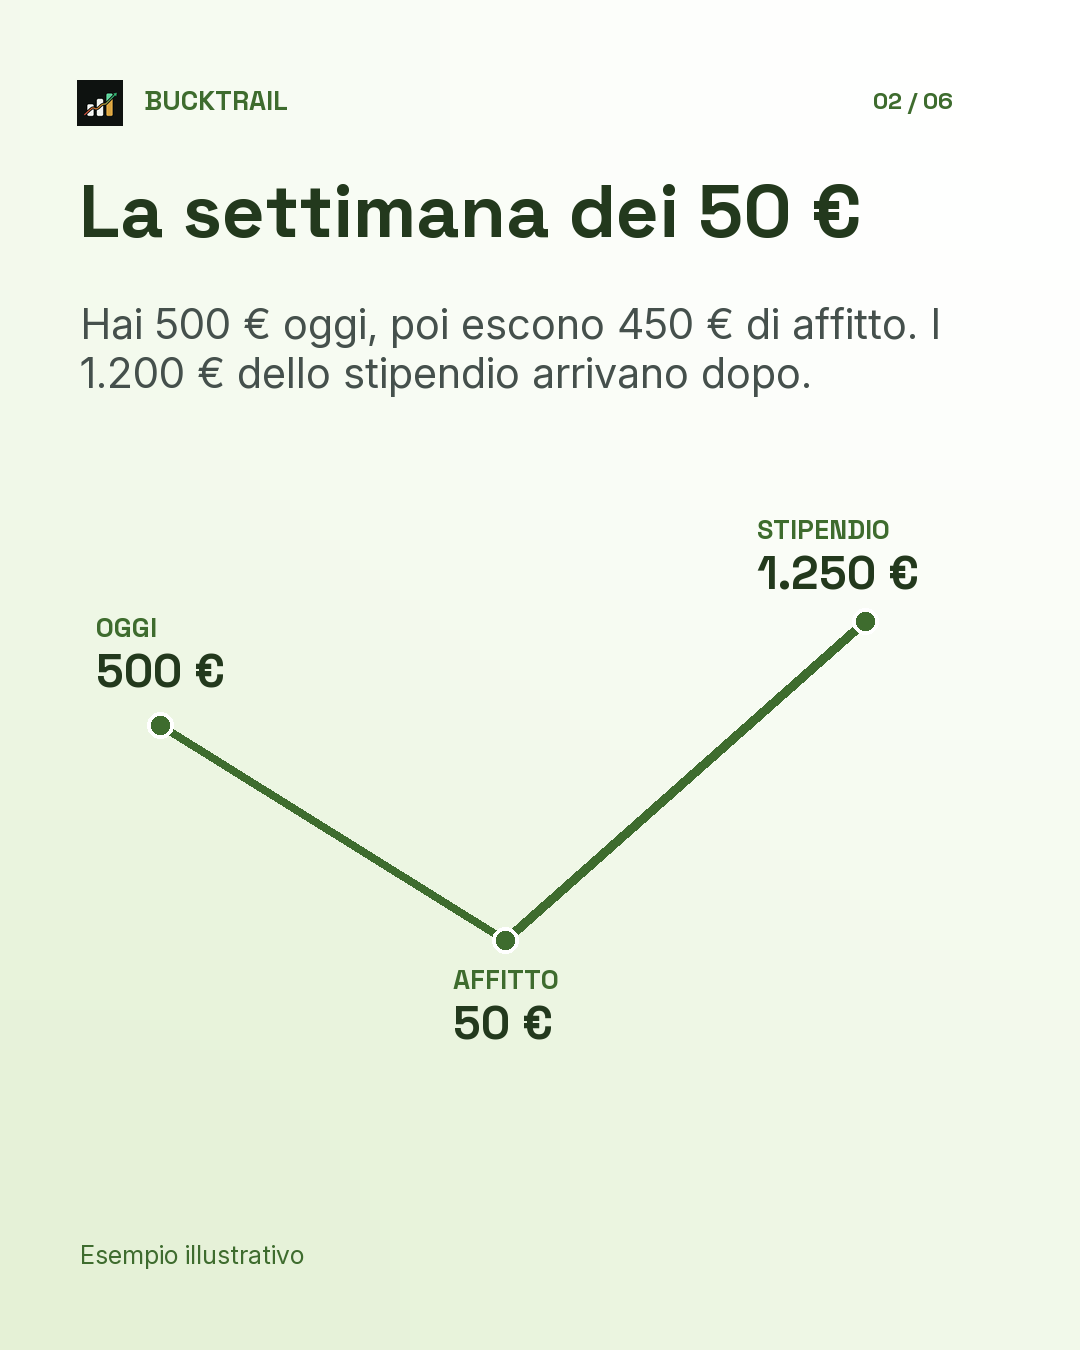 BUCKTRAIL
02 / 06
La settimana dei 50 €
Hai 500 € oggi, poi escono 450 € di affitto. I
1.200 € dello stipendio arrivano dopo.
STIPENDIO
1.250 €
OGGI
500 €
AFFITTO
50 €
Esempio illustrativo